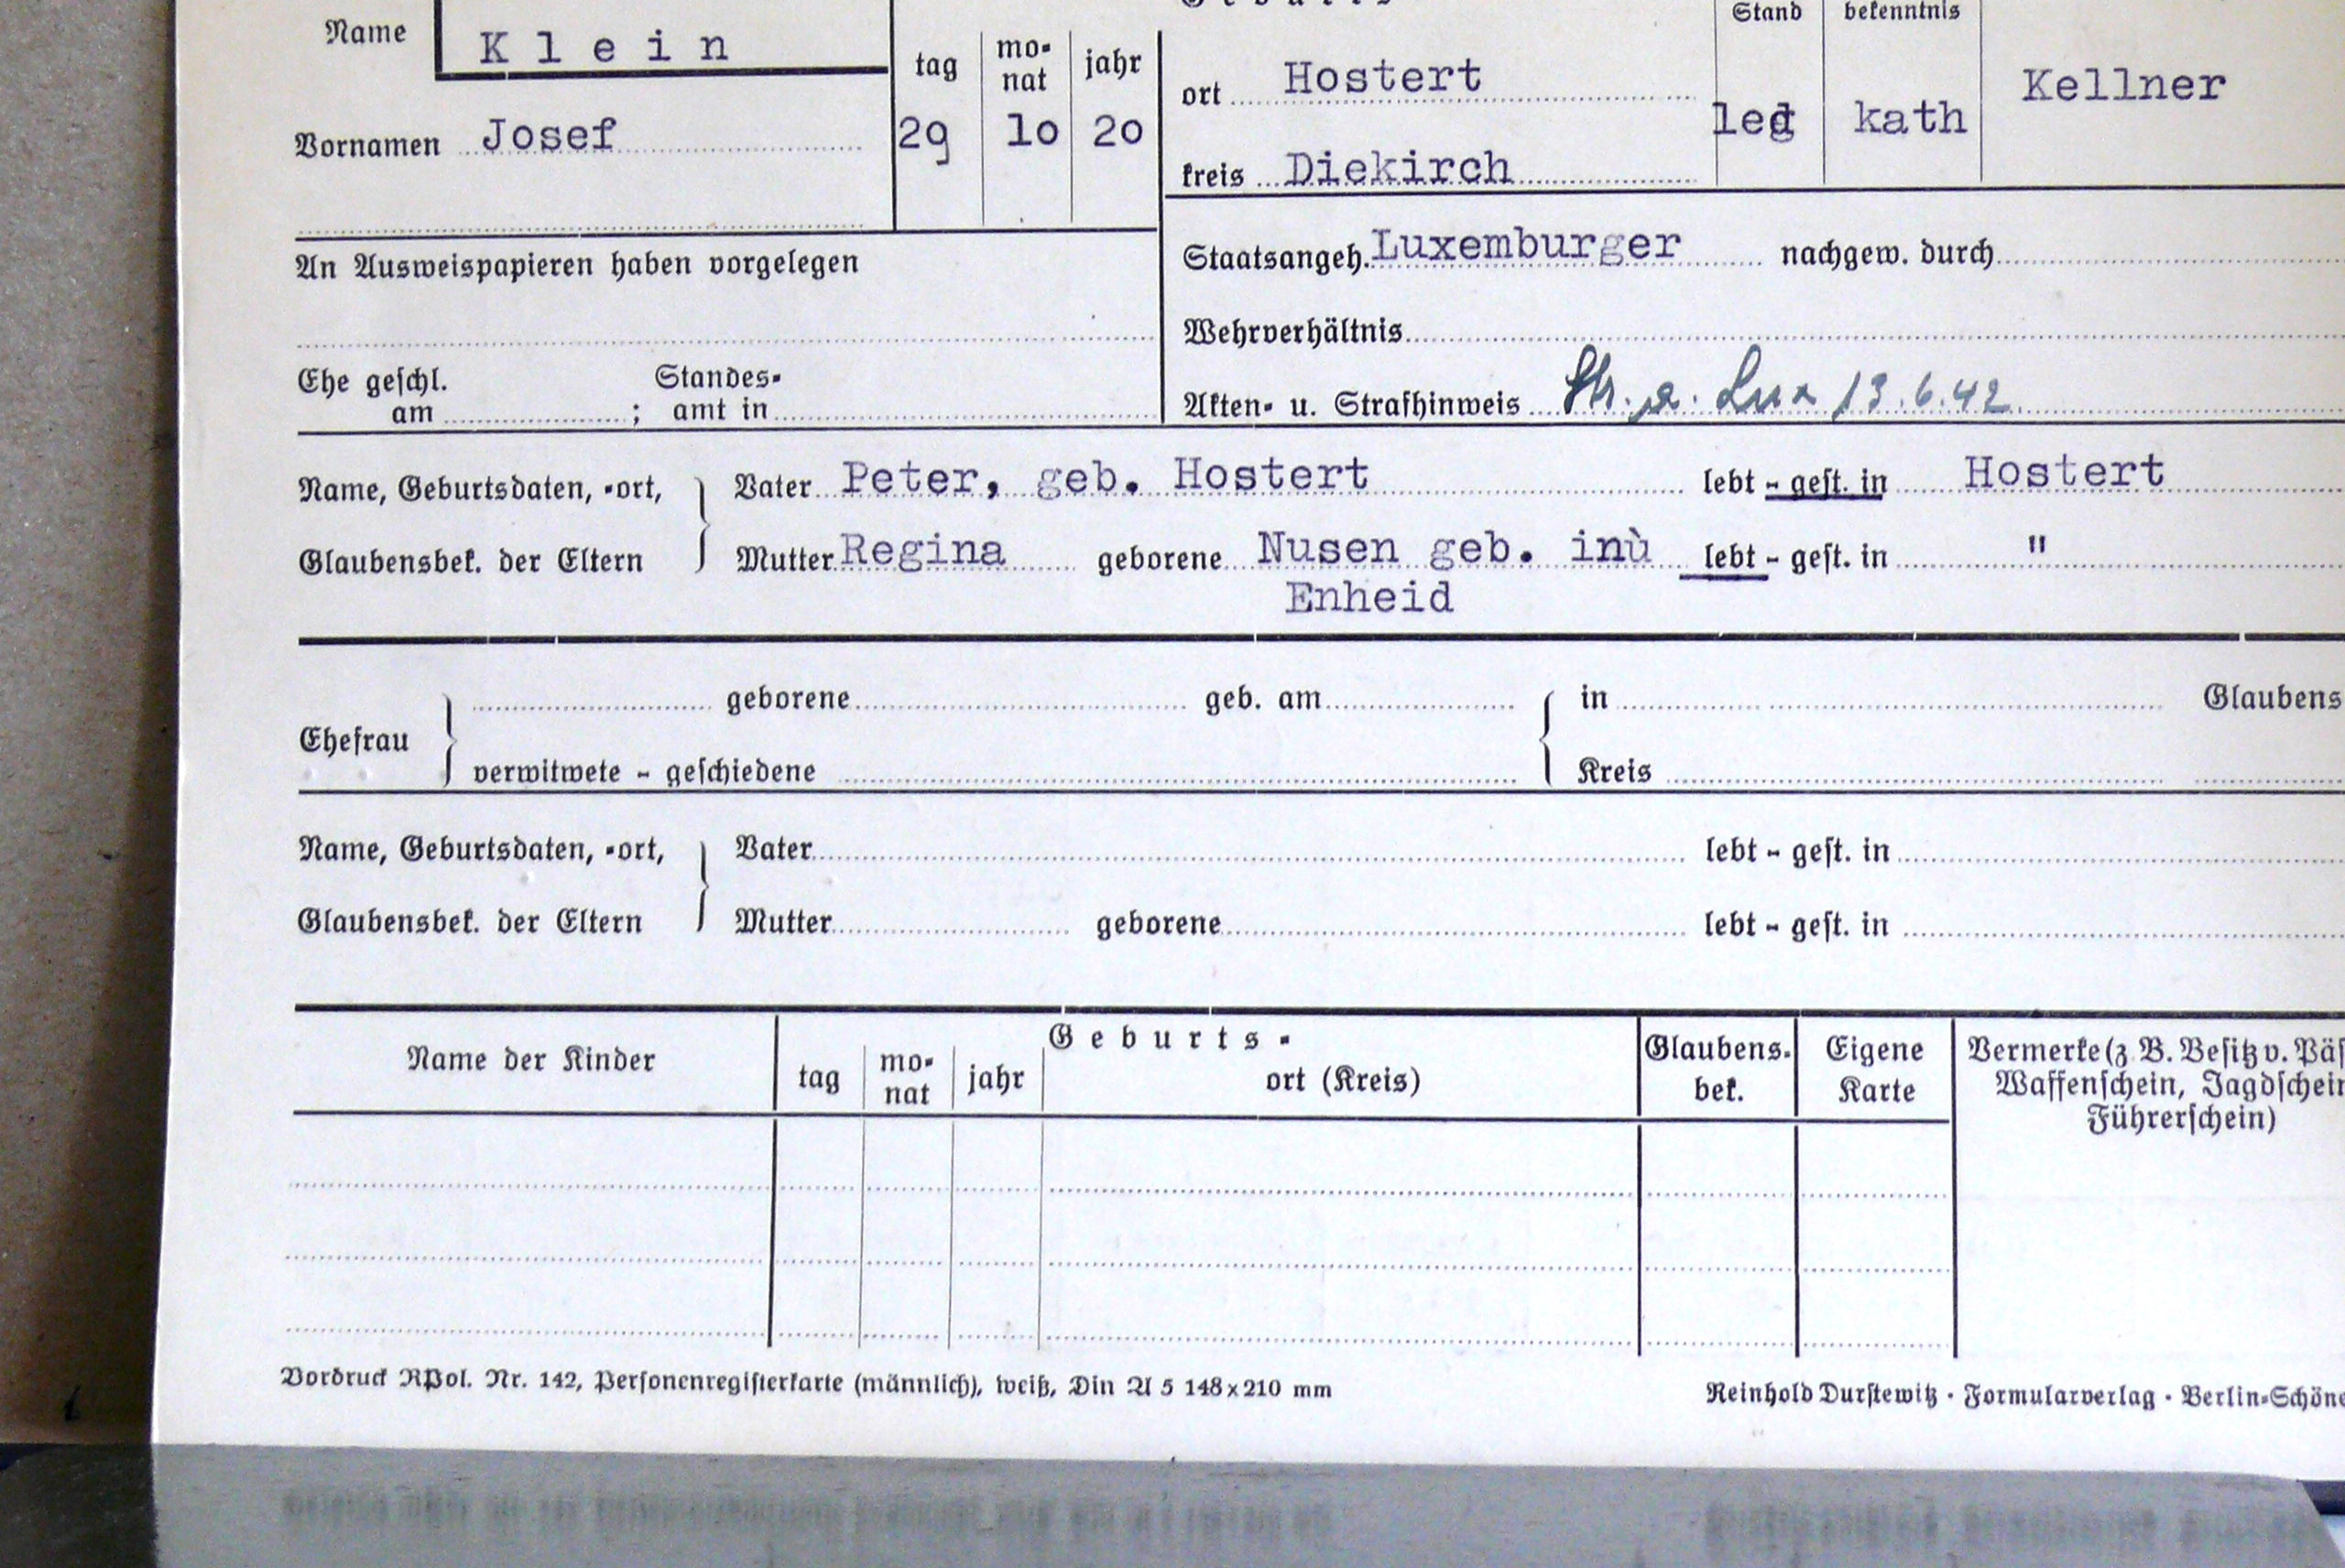 Geburts
Name Klein
Stand bekenntnis
tag mo- nat jahr
ort Hostert
Kellner
Vornamen Josef 29 10 20
led kath
kreis Diekirch
An Ausweispapieren haben vorgelegen
Staatsangeh. Luxemburger nachgew. durch
Wehrverhältnis
Ehe geschl. Standes-
am ; amt in
Akten- u. Strafhinweis Lux 13.6.42
Name, Geburtsdaten, -ort, Vater Peter, geb. Hostert lebt - gest. in Hostert
Glaubensbek. der Eltern Mutter Regina geborene Nusen geb. inù lebt - gest. in "
Enheid
geborene geb. am in Glaubens
Ehefrau
verwitwete - geschiedene Kreis
Name, Geburtsdaten, -ort, Vater lebt - gest. in
Glaubensbek. der Eltern Mutter geborene lebt - gest. in
Geburts-
Name der Kinder tag mo- nat jahr ort (Kreis)
Glaubens- bek.
Eigene Karte
Vermerke (z. B. Besitz v. Päs
Waffenschein, Jagdschein
Führerschein)
Vordruck RPol. Nr. 142, Personenregisterkarte (männlich), weiß, Din A 5 148x210 mm
Reinhold Durstewitz · Formularverlag · Berlin-Schöne